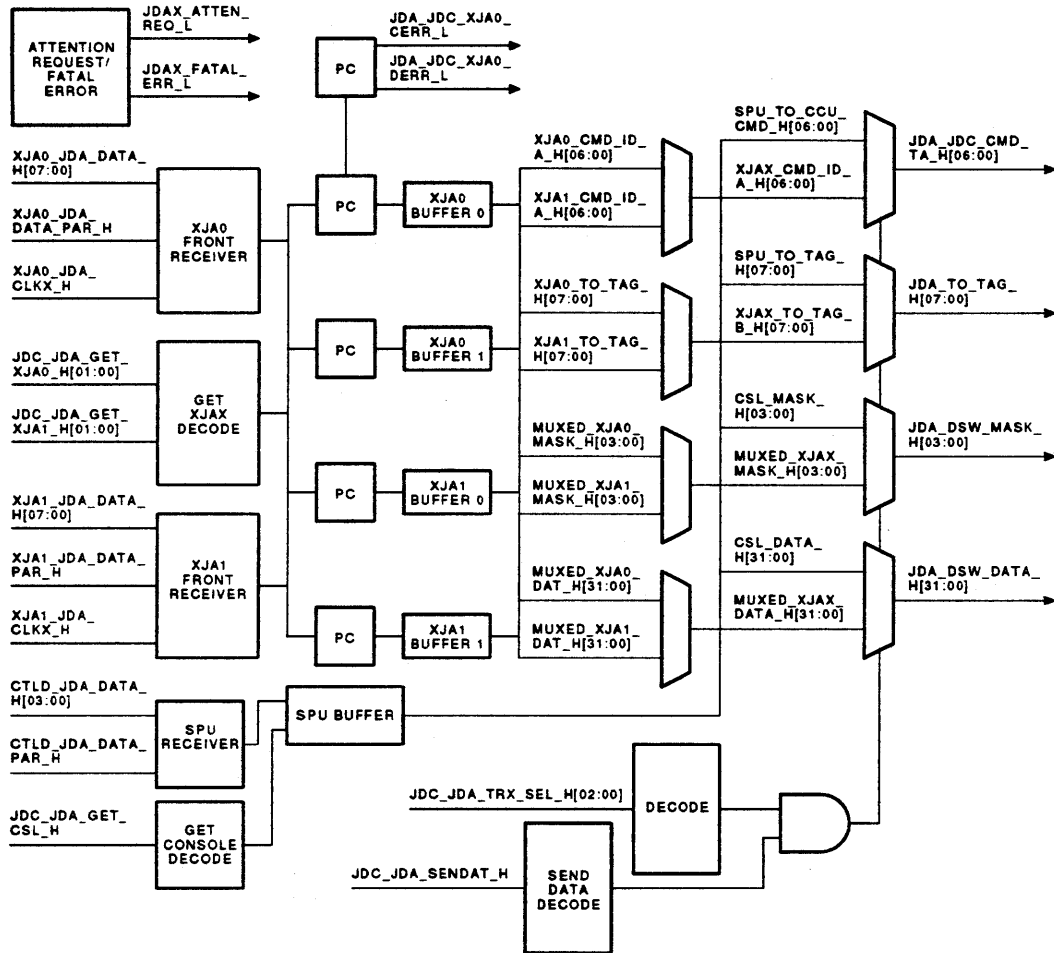 JDAX_ATTEN_
REQ_L
ATTENTION
REQUEST/
FATAL
ERROR
JDAX_FATAL_
ERR_L
JDA_JDC_XJA0_
CERR_L
PC
JDA_JDC_XJA0_
DERR_L
XJA0_JDA_DATA_
H[07:00]
XJA0_JDA_
DATA_PAR_H
XJA0_JDA_
CLKX_H
XJA0
FRONT
RECEIVER
JDC_JDA_GET_
XJA0_H[01:00]
JDC_JDA_GET_
XJA1_H[01:00]
GET
XJAX
DECODE
XJA1_JDA_DATA_
H[07:00]
XJA1_JDA_DATA_
PAR_H
XJA1_JDA_
CLKX_H
XJA1
FRONT
RECEIVER
CTLD_JDA_DATA_
H[03:00]
CTLD_JDA_DATA_
PAR_H
SPU
RECEIVER
JDC_JDA_GET_
CSL_H
GET
CONSOLE
DECODE
PC
XJA0
BUFFER 0
PC
XJA0
BUFFER 1
PC
XJA1
BUFFER 0
PC
XJA1
BUFFER 1
SPU BUFFER
XJA0_CMD_ID_
A_H[06:00]
XJA1_CMD_ID_
A_H[06:00]
XJA0_TO_TAG_
H[07:00]
XJA1_TO_TAG_
H[07:00]
MUXED_XJA0_
MASK_H[03:00]
MUXED_XJA1_
MASK_H[03:00]
MUXED_XJA0_
DAT_H[31:00]
MUXED_XJA1_
DAT_H[31:00]
SPU_TO_CCU_
CMD_H[06:00]
XJAX_CMD_ID_
A_H[06:00]
SPU_TO_TAG_
H[07:00]
XJAX_TO_TAG_
B_H[07:00]
CSL_MASK_
H[03:00]
MUXED_XJAX_
MASK_H[03:00]
CSL_DATA_
H[31:00]
MUXED_XJAX_
DATA_H[31:00]
JDA_JDC_CMD_
TA_H[06:00]
JDA_TO_TAG_
H[07:00]
JDA_DSW_MASK_
H[03:00]
JDA_DSW_DATA_
H[31:00]
JDC_JDA_TRX_SEL_H[02:00]
DECODE
JDC_JDA_SENDAT_H
SEND
DATA
DECODE